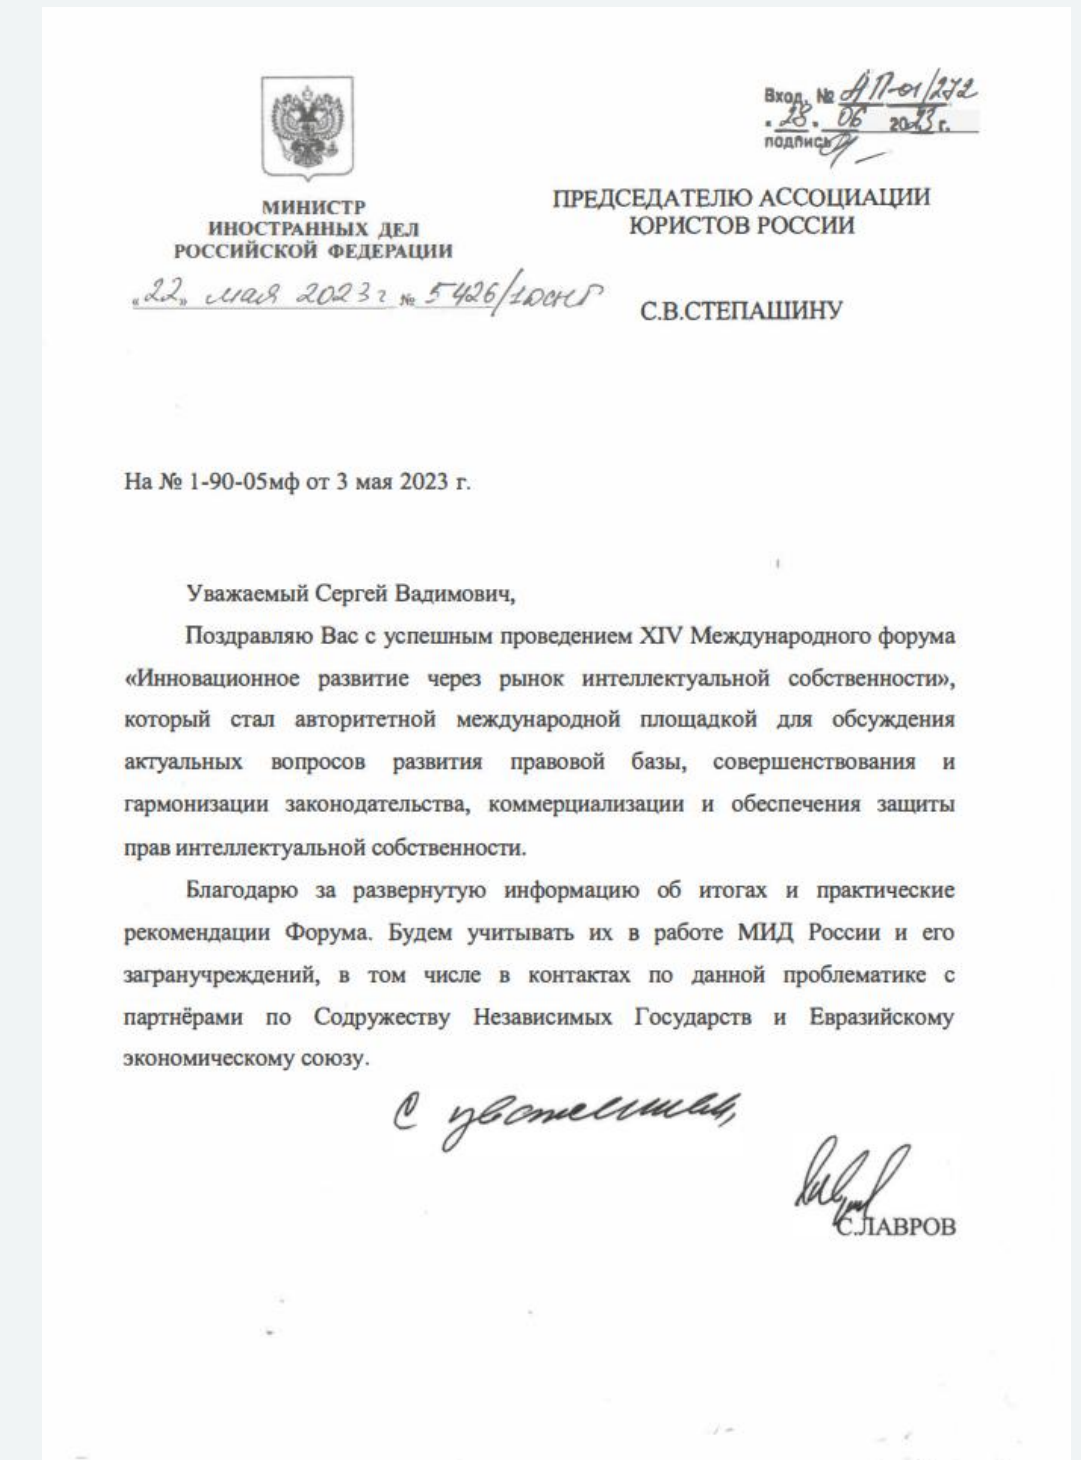 Вход. № АП-01/272
"28" 06 2023 г.
подпись
МИНИСТР
ИНОСТРАННЫХ ДЕЛ
РОССИЙСКОЙ ФЕДЕРАЦИИ
«22» мая 2023 г № 5426/1оснг
ПРЕДСЕДАТЕЛЮ АССОЦИАЦИИ
ЮРИСТОВ РОССИИ
С.В.СТЕПАШИНУ
На № 1-90-05мф от 3 мая 2023 г.
Уважаемый Сергей Вадимович,
Поздравляю Вас с успешным проведением XIV Международного форума
«Инновационное развитие через рынок интеллектуальной собственности»,
который стал авторитетной международной площадкой для обсуждения
актуальных вопросов развития правовой базы, совершенствования и
гармонизации законодательства, коммерциализации и обеспечения защиты
прав интеллектуальной собственности.
Благодарю за развернутую информацию об итогах и практические
рекомендации Форума. Будем учитывать их в работе МИД России и его
загранучреждений, в том числе в контактах по данной проблематике с
партнёрами по Содружеству Независимых Государств и Евразийскому
экономическому союзу.
С уважением,
С.ЛАВРОВ